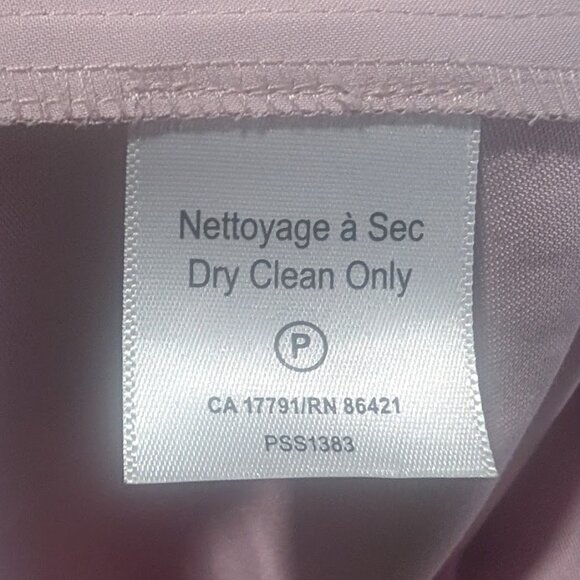 Nettoyage à Sec
Dry Clean Only
P
CA 17791/RN 86421
PSS1383